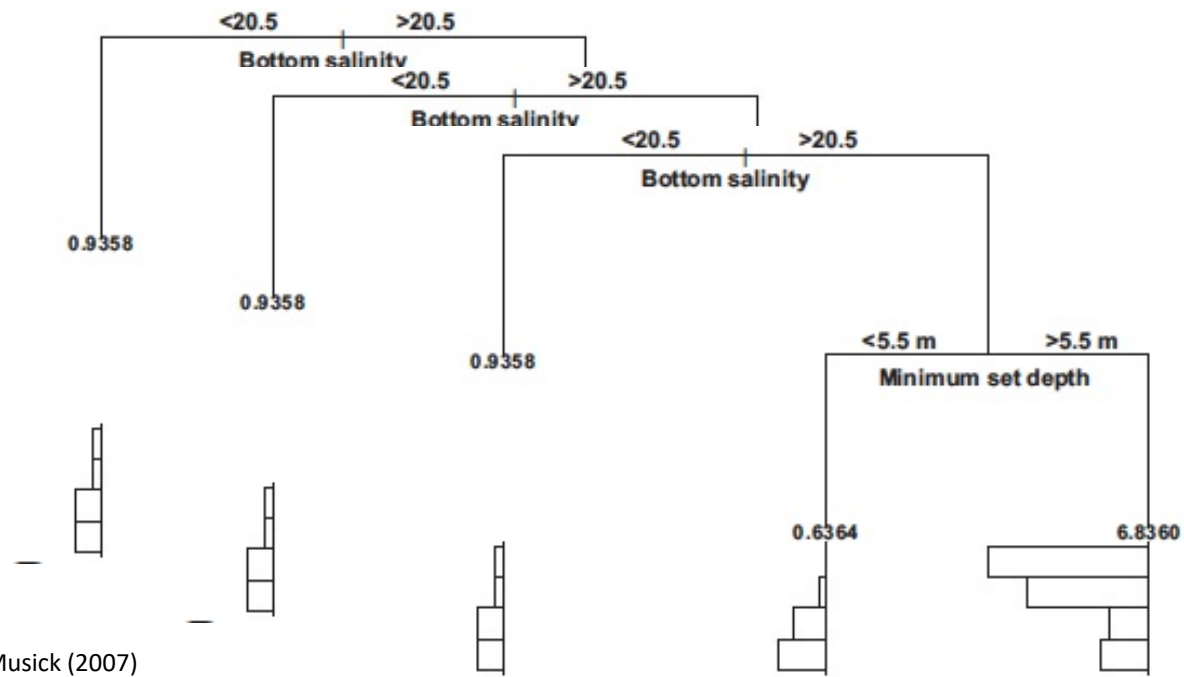 <20.5 >20.5
Bottom salinity
<20.5 >20.5
Bottom salinity
<20.5 >20.5
Bottom salinity
0.9358
0.9358
0.9358
<5.5 m >5.5 m
Minimum set depth
0.6364 6.8360
Musick (2007)